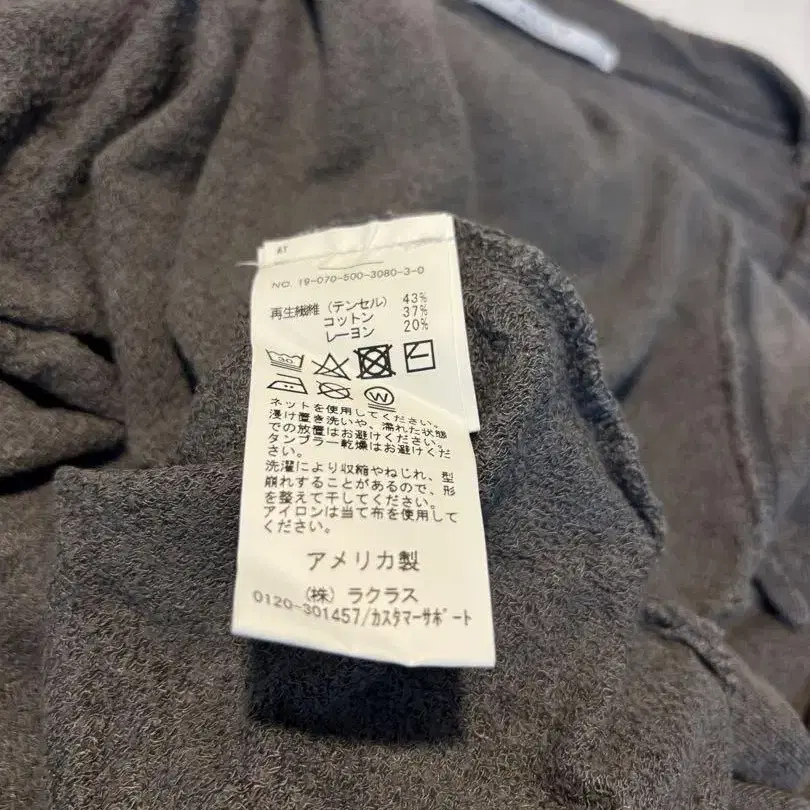 RT
NO. 19-070-500-3080-3-0
再生繊維 (テンセル) 43%
コットン 37%
レーヨン 20%
30
W
ネットを使用してください。
浸け置き洗いや、濡れた状態
での放置はお避けください。
タンブラー乾燥はお避けくだ
さい。
洗濯により収縮やねじれ、型
崩れすることがあるので、形
を整えて干してください。
アイロンは当て布を使用して
ください。
アメリカ製
(株) ラクラス
0120-301457/カスタマーサポート